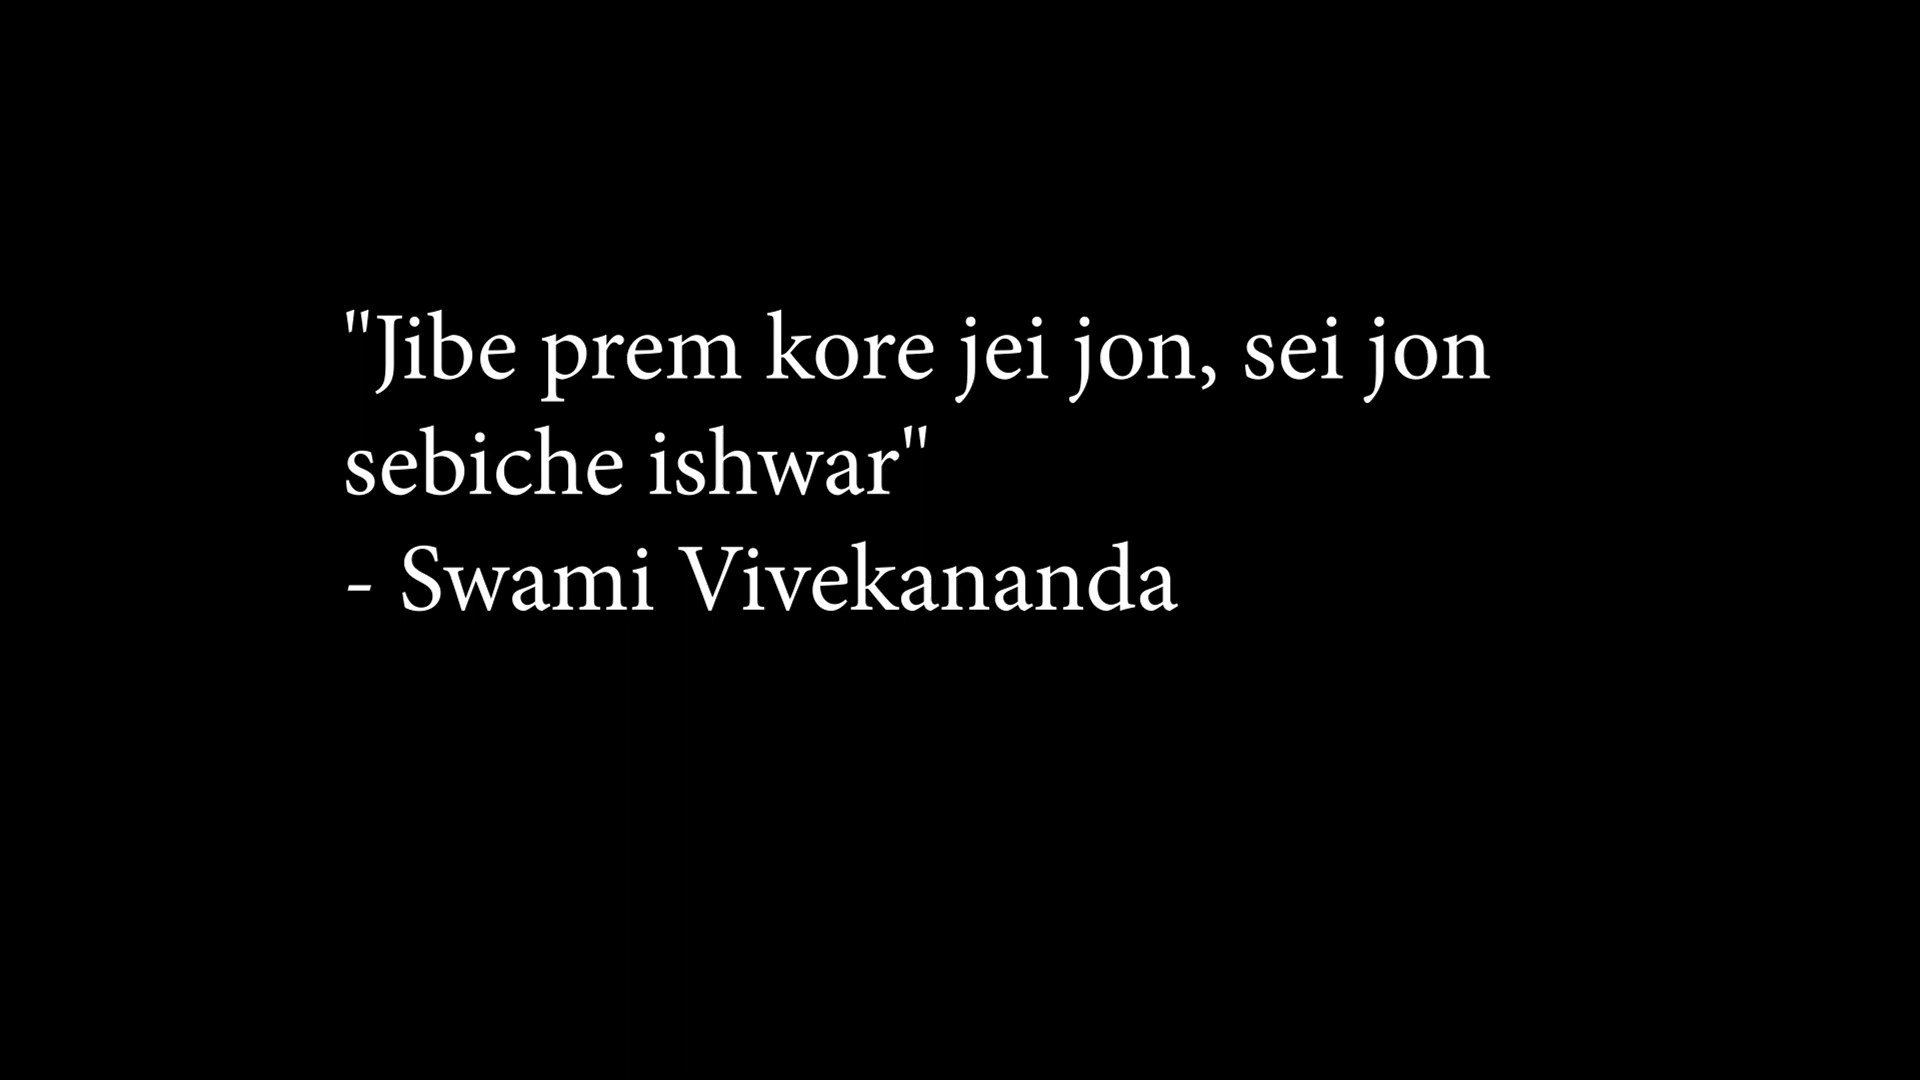 "Jibe prem kore jei jon, sei jon
sebiche ishwar"
- Swami Vivekananda